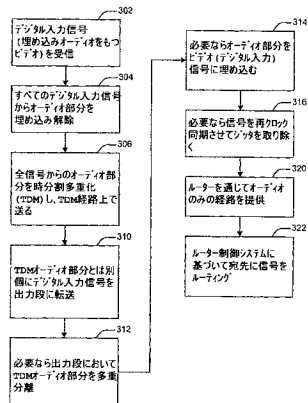 302
デジタル入力信号
(埋め込みオーディオをもつ
ビデオ)を受信
304
すべてのデジタル入力信号
からオーディオ部分を
埋め込み解除
306
全信号からのオーディオ部
分を時分割多重化
(TDM)し、TDM経路上で
送る
310
TDMオーディオ部分とは別
個にデジタル入力信号を
出力段に転送
312
必要なら出力段において
TDMオーディオ部分を多重
分離
314
必要ならオーディオ部分を
ビデオ(デジタル入力)
信号に埋め込む
316
必要なら信号を再クロック
同期させてジッタを取り除
く
320
ルーターを通じてオーディオ
のみの経路を提供
322
ルーター制御システムに
基づいて宛先に信号を
ルーティング